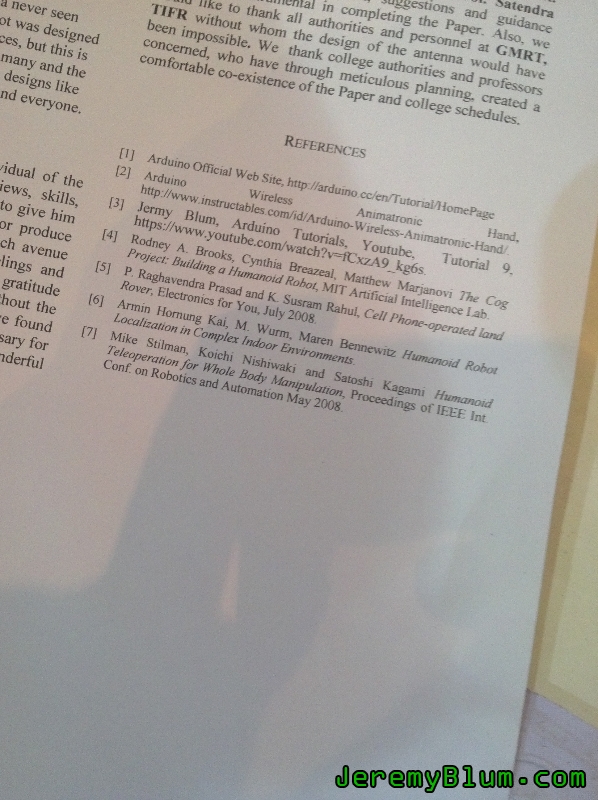 a never seen
ot was designed
ces, but this is
many and the
designs like
nd everyone.
vidual of the
iews, skills,
to give him
or produce
ch avenue
lings and
gratitude
hout the
e found
sary for
nderful
suggestions and guidance
Satendra
like to thank all authorities and personnel at GMRT,
in completing the Paper. Also, we
TIFR without whom the design of the antenna would have
been impossible. We thank college authorities and professors
concerned, who have through meticulous planning, created a
comfortable co-existence of the Paper and college schedules.
REFERENCES
[1] Arduino Official Web Site, http://arduino.cc/en/Tutorial/HomePage
[2] Arduino Wireless Animatronic Hand,
http://www.instructables.com/id/Arduino-Wireless-Animatronic-Hand/
[3] Jermy Blum, Arduino Tutorials, Youtube, Tutorial 9,
https://www.youtube.com/watch?v=fCxzA9_kg6s.
[4] Rodney A. Brooks, Cynthia Breazeal, Matthew Marjanovi The Cog
Project: Building a Humanoid Robot, MIT Artificial Intelligence Lab.
[5] P. Raghavendra Prasad and K. Susram Rahul, Cell Phone-operated land
Rover, Electronics for You, July 2008.
[6] Armin Hornung Kai, M. Wurm, Maren Bennewitz Humanoid Robot
Localization in Complex Indoor Environments.
[7] Mike Stilman, Koichi Nishiwaki and Satoshi Kagami Humanoid
Teleoperation for Whole Body Manipulation, Proceedings of IEEE Int.
Conf. on Robotics and Automation May 2008.
JeremyBlum.com